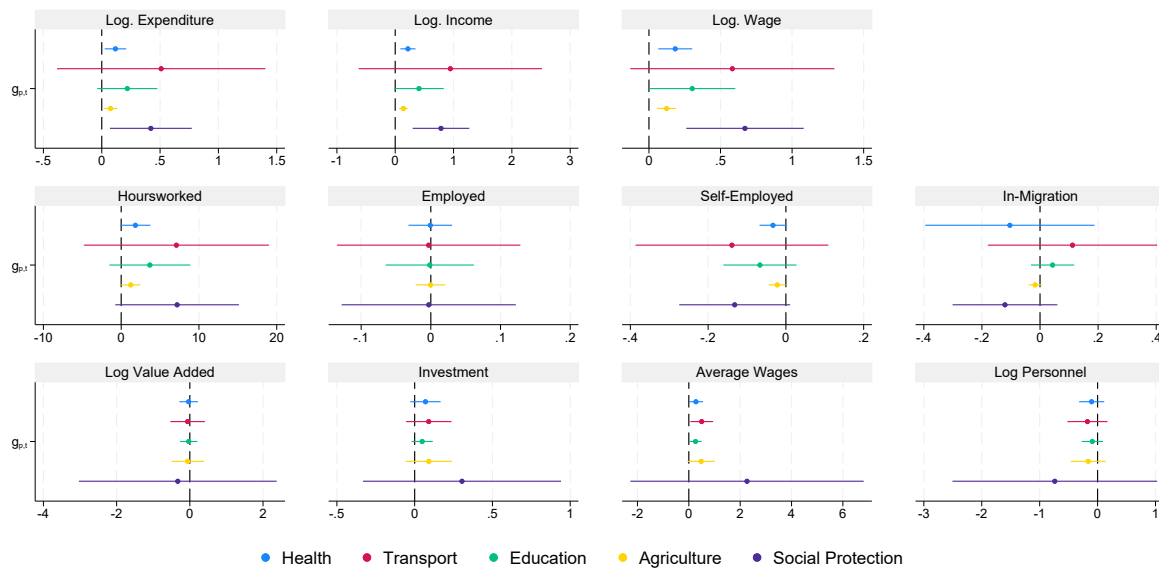 Log. Expenditure Log. Income Log. Wage
g_{p,t}
-.5 0 .5 1 1.5 -1 0 1 2 3 0 .5 1 1.5
Hoursworked Employed Self-Employed In-Migration
g_{p,t}
-10 0 10 20 -.1 0 .1 .2 -.4 -.2 0 .2 -.4 -.2 0 .2 .4
Log Value Added Investment Average Wages Log Personnel
g_{p,t}
-4 -2 0 2 -.5 0 .5 1 -2 0 2 4 6 -3 -2 -1 0 1
Health Transport Education Agriculture Social Protection